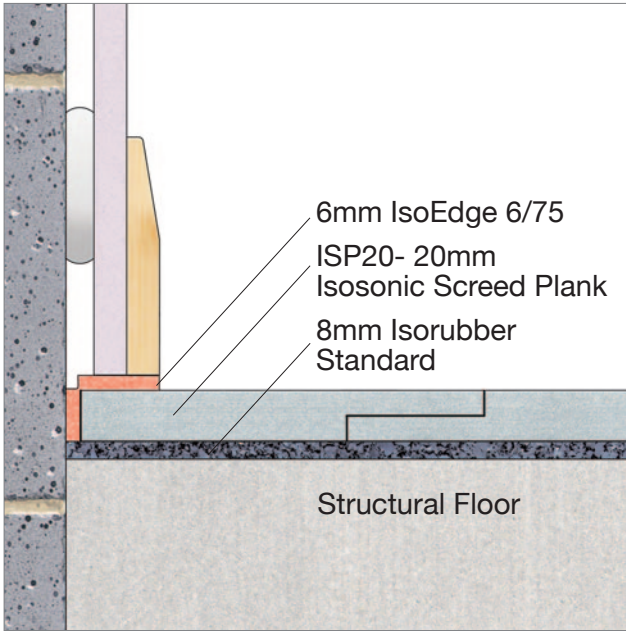 6mm IsoEdge 6/75
ISP20- 20mm
Isosonic Screed Plank
8mm Isorubber
Standard
Structural Floor